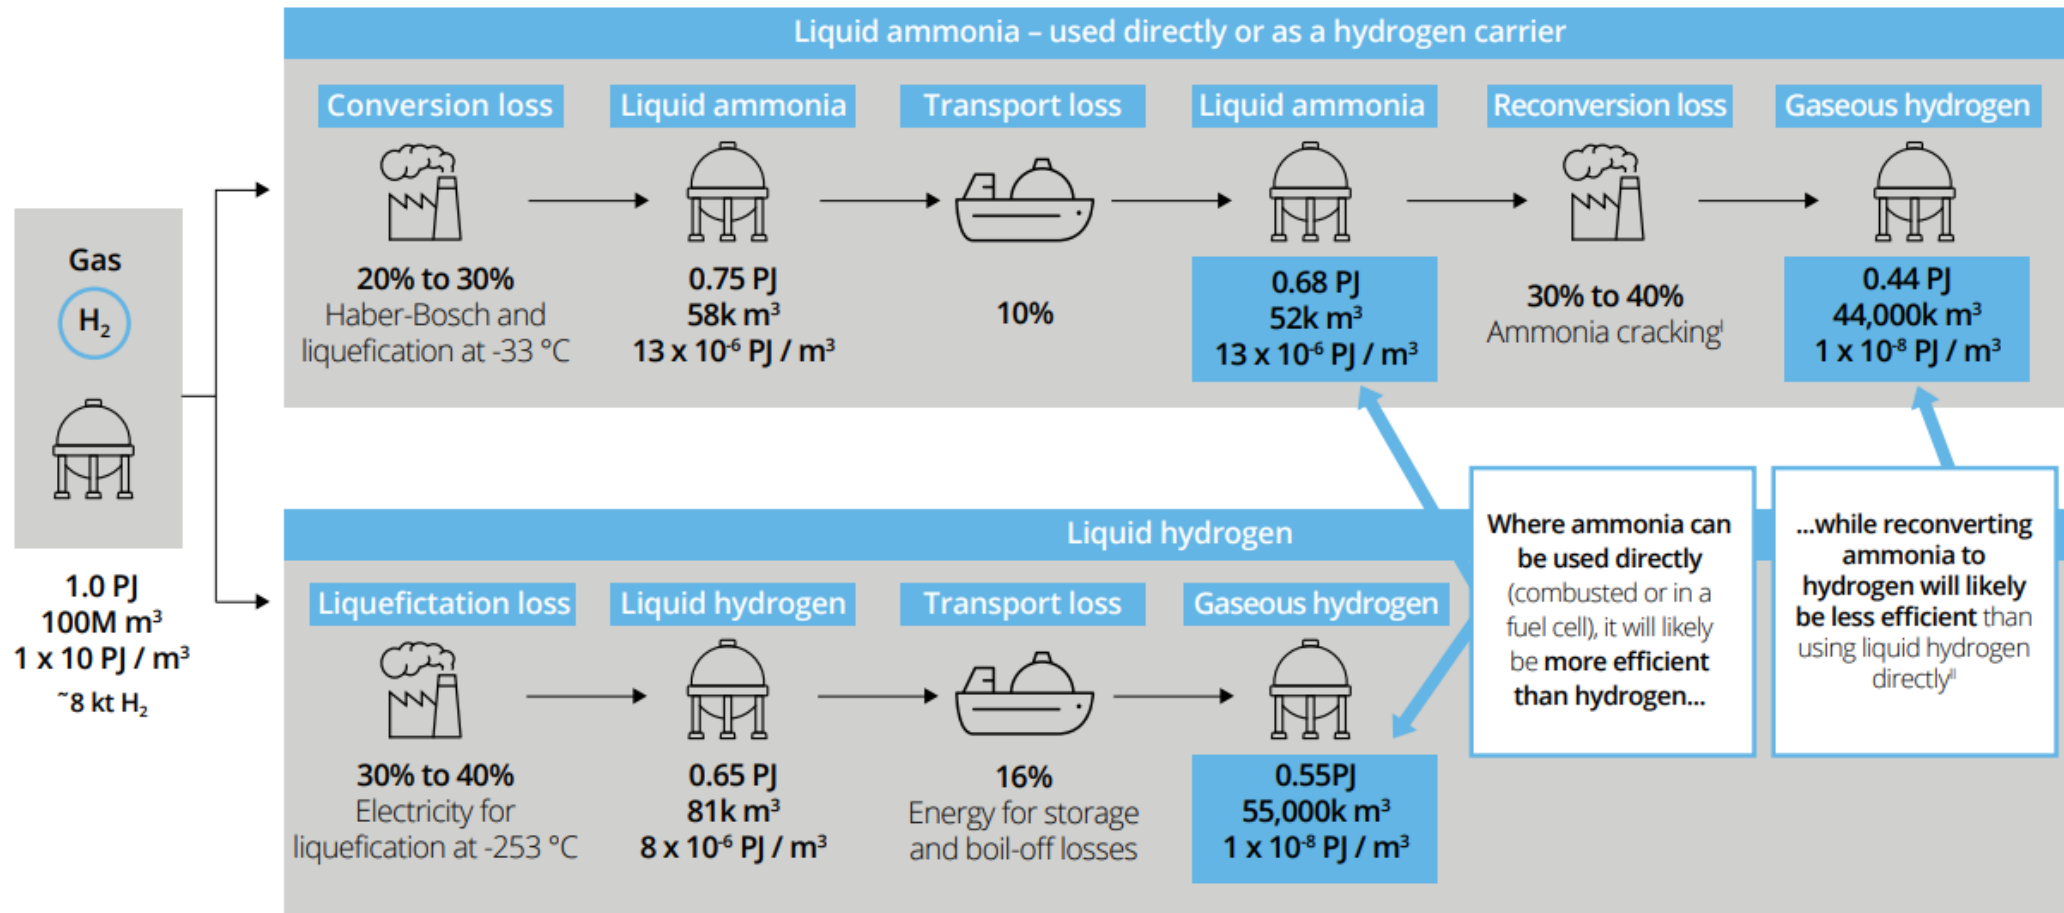 Liquid ammonia – used directly or as a hydrogen carrier
Conversion loss
Liquid ammonia
Transport loss
Liquid ammonia
Reconversion loss
Gaseous hydrogen
20% to 30%
Haber-Bosch and
liquefication at -33 °C
0.75 PJ
58k m³
13 x 10⁻⁶ PJ / m³
10%
0.68 PJ
52k m³
13 x 10⁻⁶ PJ / m³
30% to 40%
Ammonia crackingⁱ
0.44 PJ
44,000k m³
1 x 10⁻⁸ PJ / m³
Gas
H₂
1.0 PJ
100M m³
1 x 10 PJ / m³
~8 kt H₂
Liquid hydrogen
Liquefictation loss
Liquid hydrogen
Transport loss
Gaseous hydrogen
30% to 40%
Electricity for
liquefication at -253 °C
0.65 PJ
81k m³
8 x 10⁻⁶ PJ / m³
16%
Energy for storage
and boil-off losses
0.55PJ
55,000k m³
1 x 10⁻⁸ PJ / m³
Where ammonia can
be used directly
(combusted or in a
fuel cell), it will likely
be more efficient
than hydrogen...
...while reconverting
ammonia to
hydrogen will likely
be less efficient than
using liquid hydrogen
directlyⁱⁱ